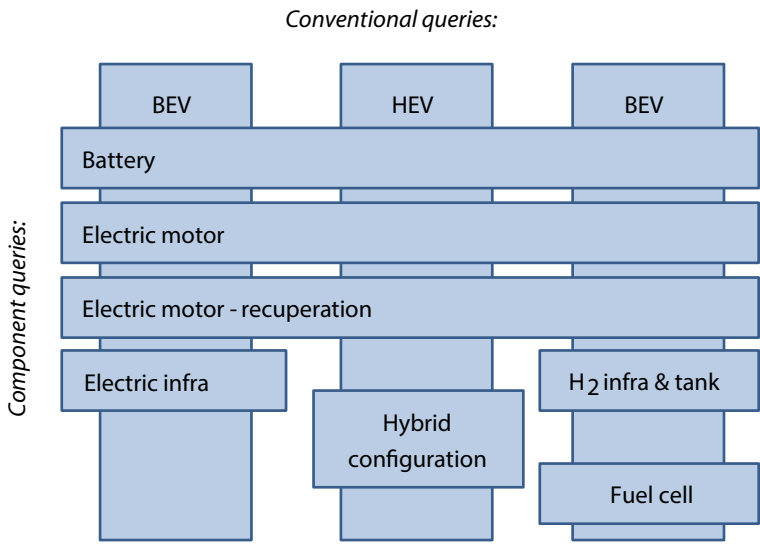 Conventional queries:
BEV
HEV
BEV
Battery
Electric motor
Electric motor - recuperation
Component queries:
Electric infra
H2 infra & tank
Hybrid
configuration
Fuel cell